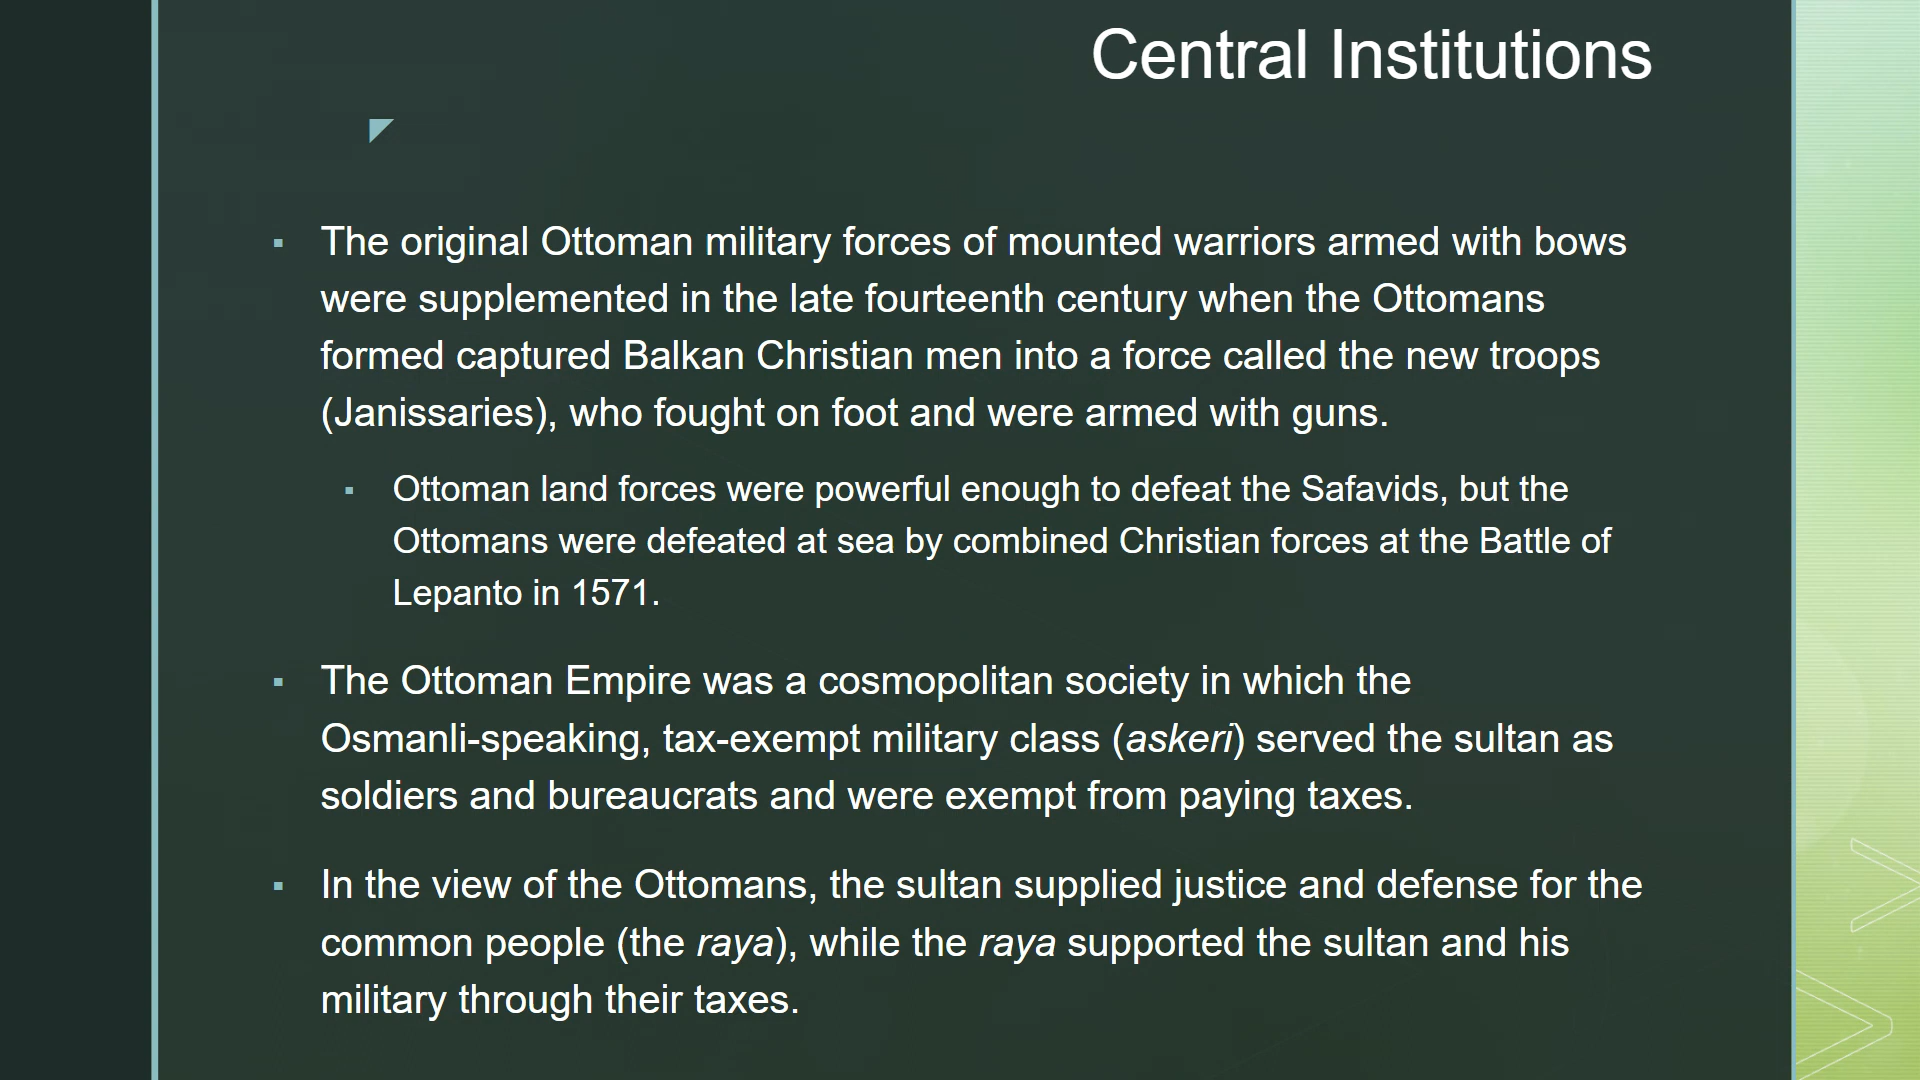 Central Institutions
▪ The original Ottoman military forces of mounted warriors armed with bows
were supplemented in the late fourteenth century when the Ottomans
formed captured Balkan Christian men into a force called the new troops
(Janissaries), who fought on foot and were armed with guns.
▪ Ottoman land forces were powerful enough to defeat the Safavids, but the
Ottomans were defeated at sea by combined Christian forces at the Battle of
Lepanto in 1571.
▪ The Ottoman Empire was a cosmopolitan society in which the
Osmanli-speaking, tax-exempt military class (askeri) served the sultan as
soldiers and bureaucrats and were exempt from paying taxes.
▪ In the view of the Ottomans, the sultan supplied justice and defense for the
common people (the raya), while the raya supported the sultan and his
military through their taxes.